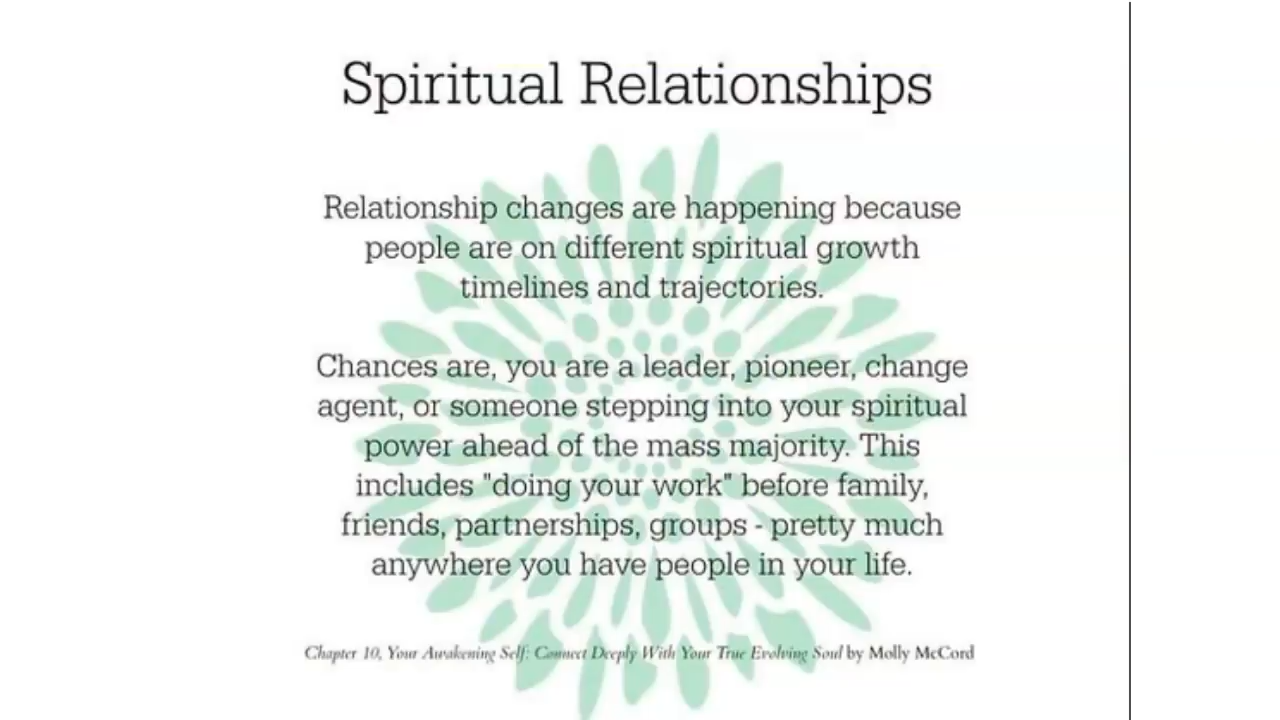 Spiritual Relationships
Relationship changes are happening because
people are on different spiritual growth
timelines and trajectories.
Chances are, you are a leader, pioneer, change
agent, or someone stepping into your spiritual
power ahead of the mass majority. This
includes "doing your work" before family,
friends, partnerships, groups - pretty much
anywhere you have people in your life.
Chapter 10, Your Awakening Self: Connect Deeply With Your True Evolving Soul by Molly McCord